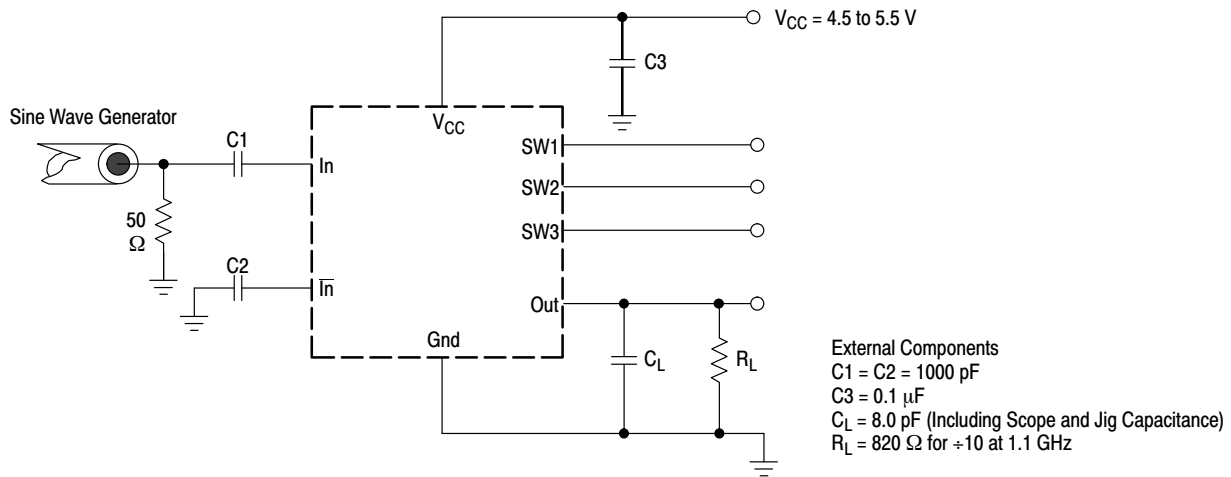 V_CC = 4.5 to 5.5 V
C3
Sine Wave Generator
V_CC
C1
In
SW1
SW2
SW3
50
Ω
C2
I̅n̅
Out
Gnd
C_L
R_L
External Components
C1 = C2 = 1000 pF
C3 = 0.1 μF
C_L = 8.0 pF (Including Scope and Jig Capacitance)
R_L = 820 Ω for ÷10 at 1.1 GHz